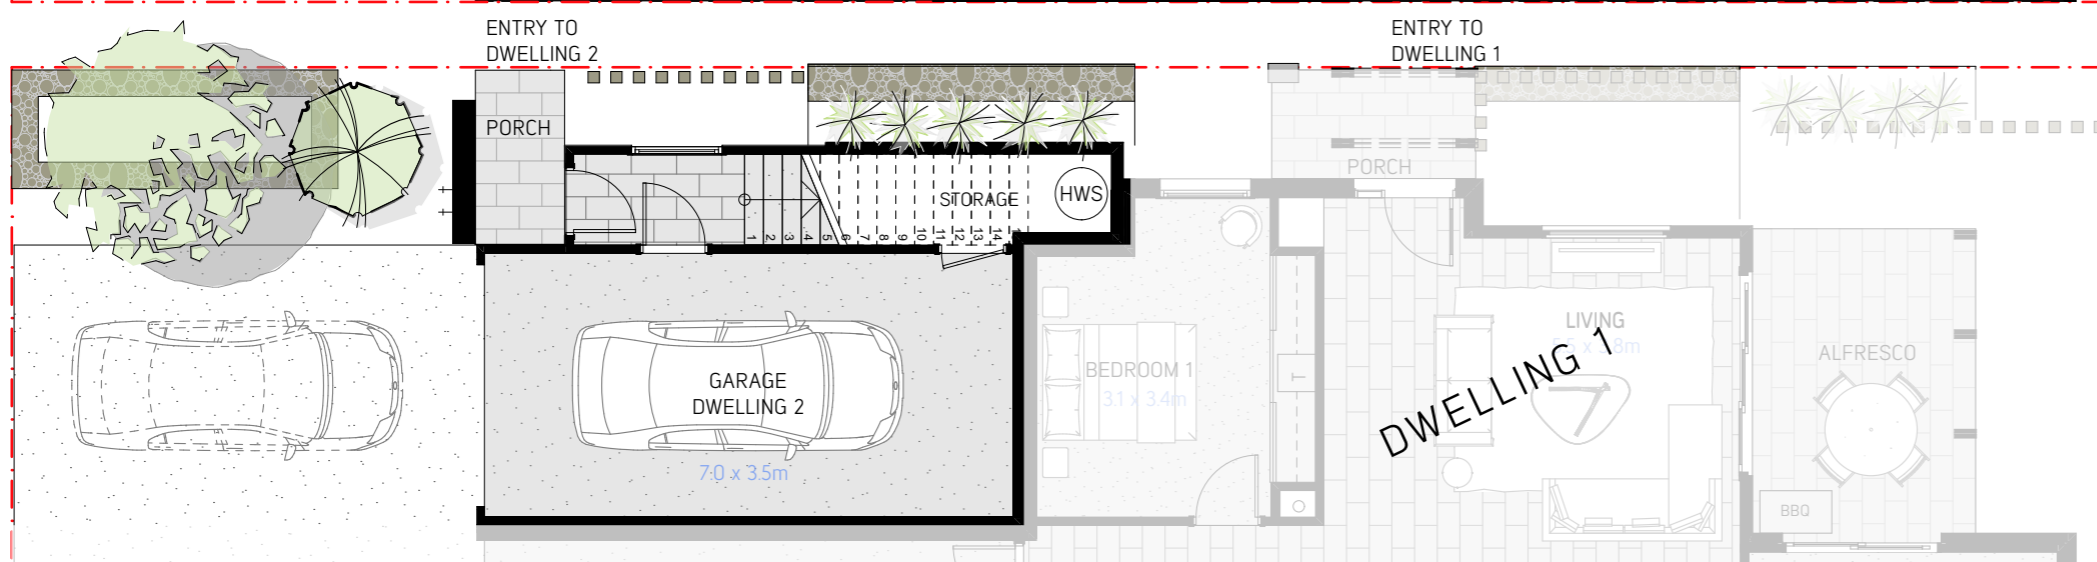 ENTRY TO
DWELLING 2
ENTRY TO
DWELLING 1
PORCH
PORCH
STORAGE
HWS
1 2 3 4 5 6 7 8 9 10 11 12 13 14
GARAGE
DWELLING 2
7.0 x 3.5m
BEDROOM 1
3.1 x 3.4m
T
LIVING
DWELLING 1
ALFRESCO
BBQ